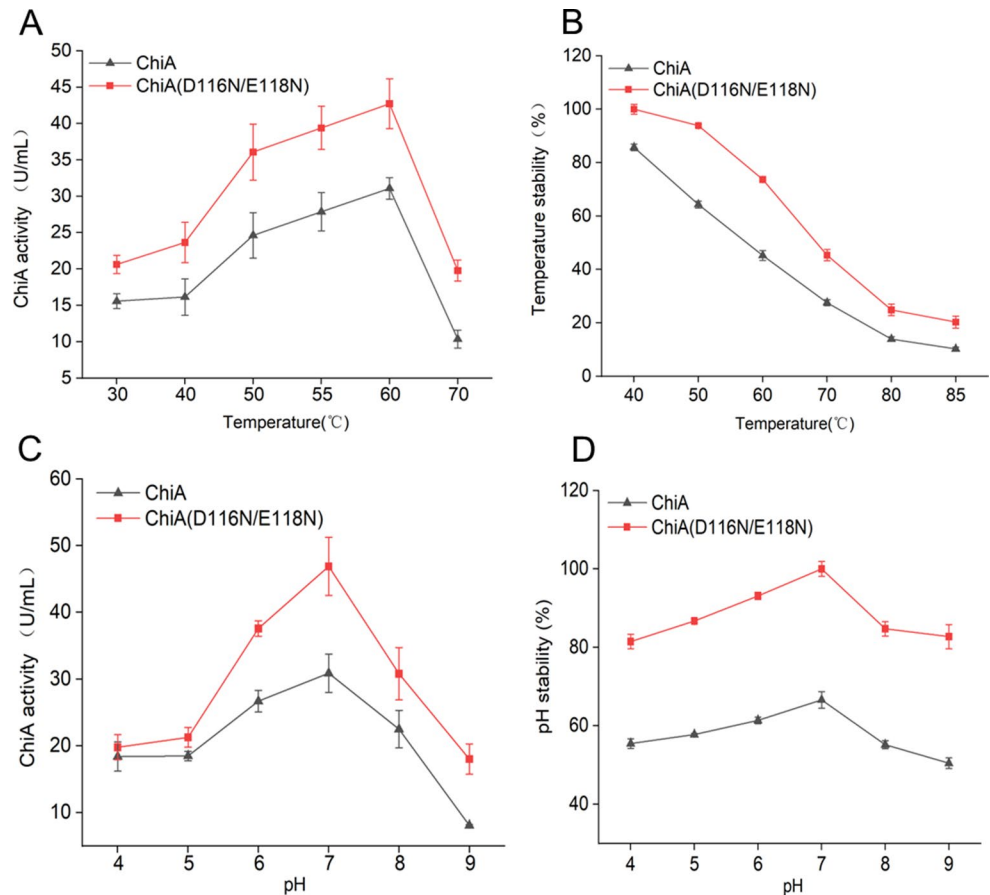 A
ChiA
ChiA(D116N/E118N)
ChiA activity（U/mL）
50
45
40
35
30
25
20
15
10
5
30 40 50 55 60 70
Temperature(℃)
B
ChiA
ChiA(D116N/E118N)
Temperature stability（%）
120
100
80
60
40
20
0
40 50 60 70 80 85
Temperature(℃)
C
ChiA
ChiA(D116N/E118N)
ChiA activity（U/mL）
60
50
40
30
20
10
4 5 6 7 8 9
pH
D
ChiA
ChiA(D116N/E118N)
pH stability (%)
120
100
80
60
40
4 5 6 7 8 9
pH